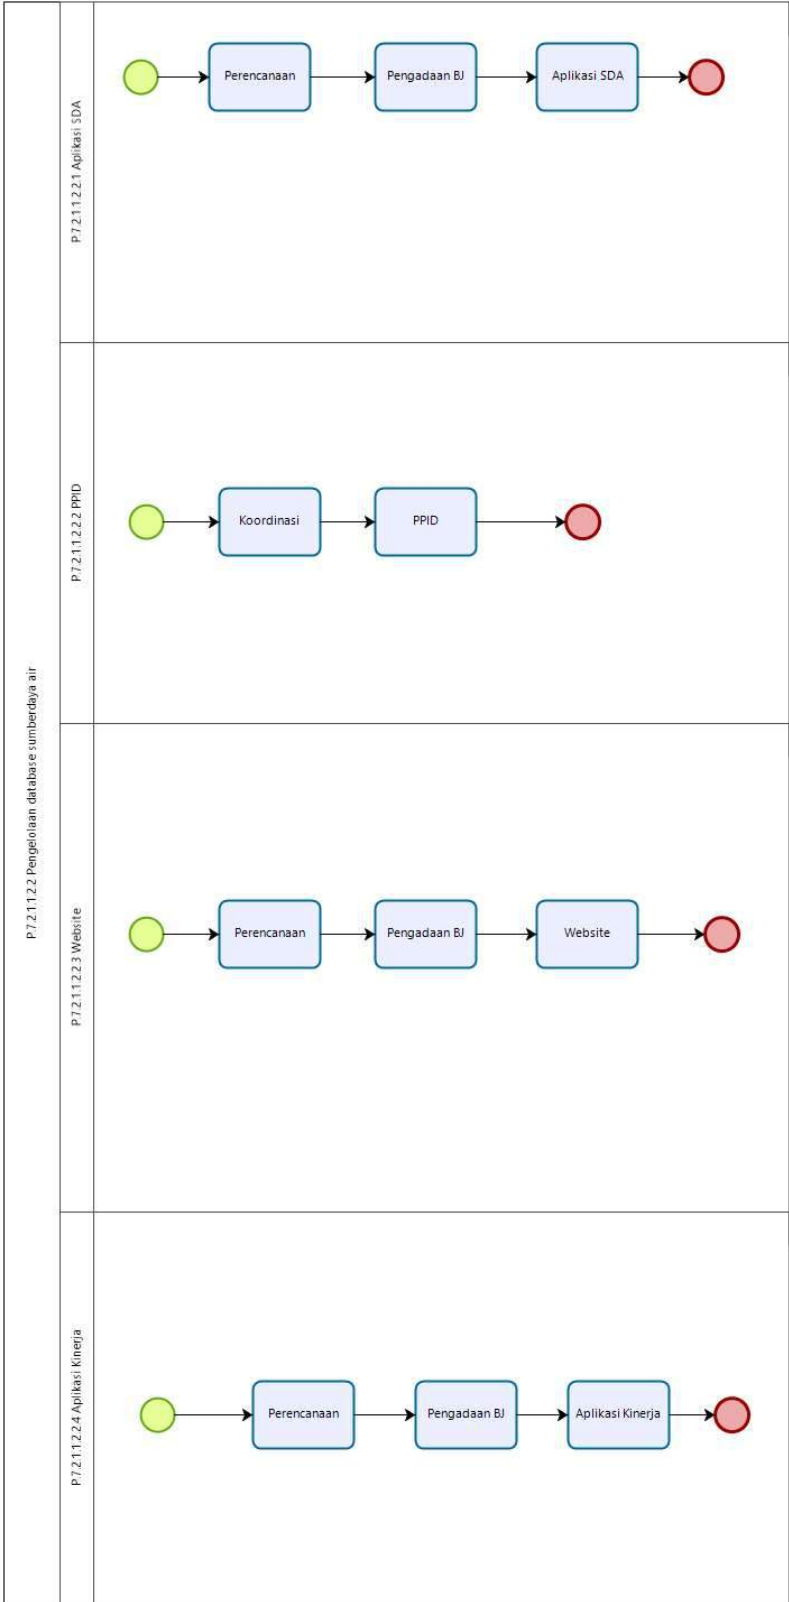 P.7.2.1.1.2.2 Pengelolaan database sumberdaya air
P.7.2.1.1.2.2.1 Aplikasi SDA
Perencanaan
Pengadaan BJ
Aplikasi SDA
P.7.2.1.1.2.2.2 PPID
Koordinasi
PPID
P.7.2.1.1.2.2.3 Website
Perencanaan
Pengadaan BJ
Website
P.7.2.1.1.2.2.4 Aplikasi Kinerja
Perencanaan
Pengadaan BJ
Aplikasi Kinerja